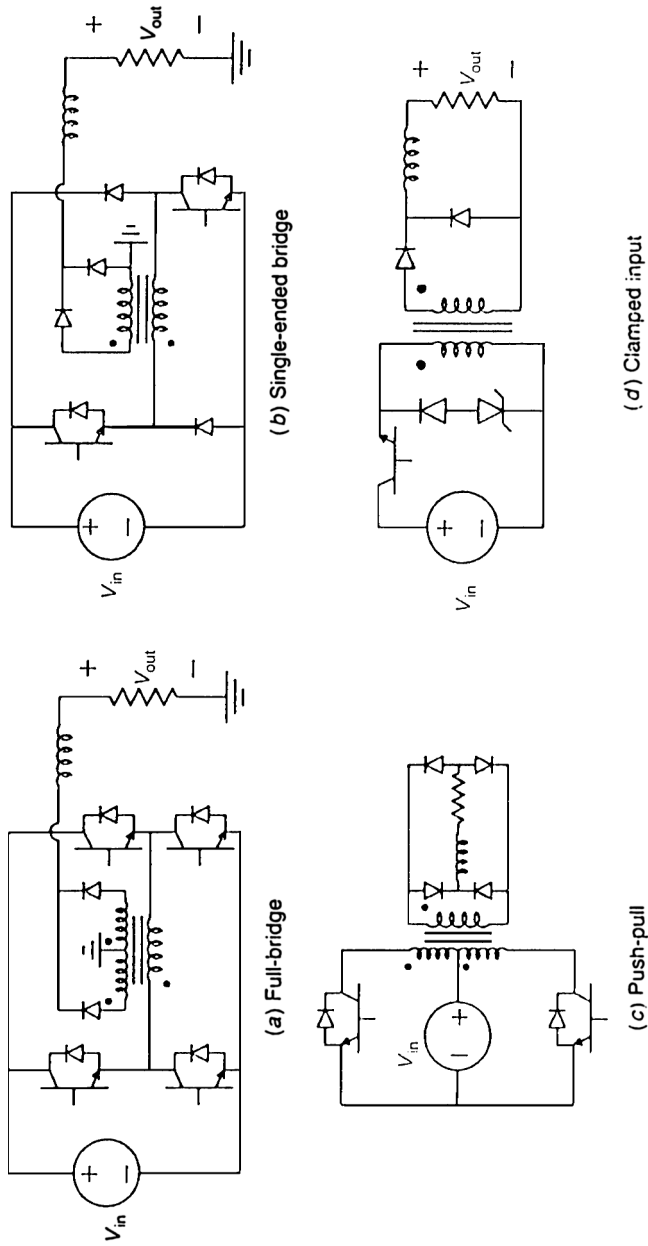 V_in
+
−
+
V_out
−
(a) Full-bridge
V_in
+
−
+
V_out
−
(b) Single-ended bridge
V_in
+
−
(c) Push-pull
V_in
+
−
+
V_out
−
(d) Clamped input